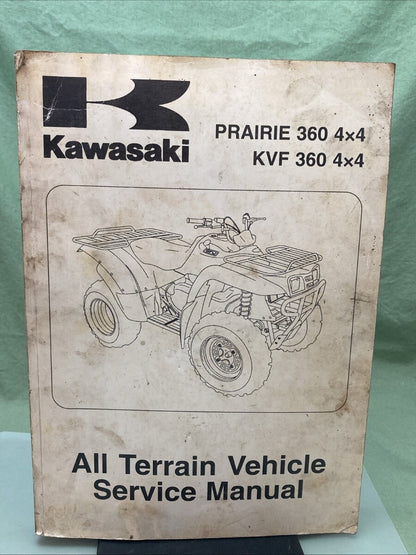 Kawasaki
PRAIRIE 360 4×4
KVF 360 4×4
All Terrain Vehicle
Service Manual